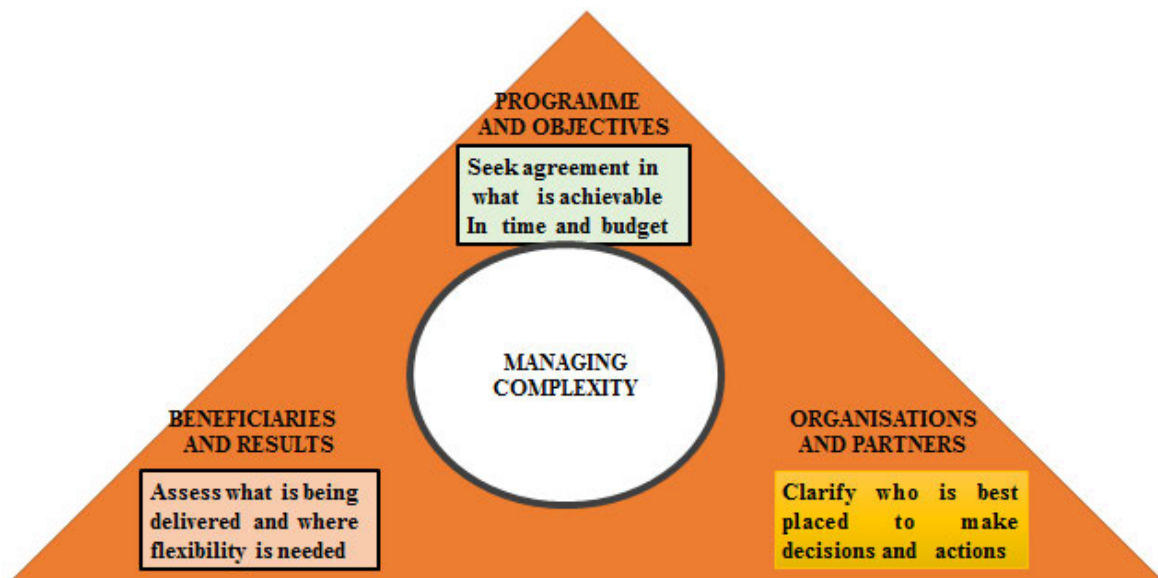 PROGRAMME
AND OBJECTIVES
Seek agreement in
what is achievable
In time and budget
MANAGING
COMPLEXITY
BENEFICIARIES
AND RESULTS
Assess what is being
delivered and where
flexibility is needed
ORGANISATIONS
AND PARTNERS
Clarify who is best
placed to make
decisions and actions